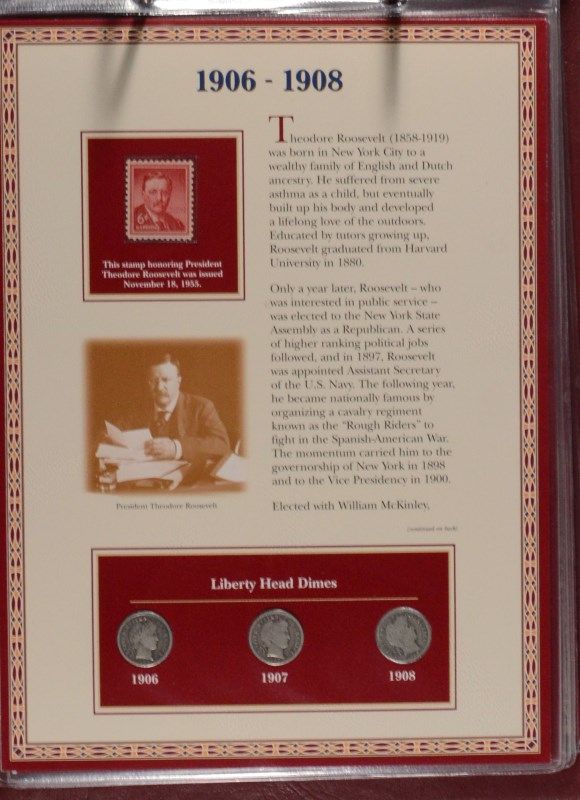 1906 - 1908
Theodore Roosevelt (1858-1919)
was born in New York City to a
wealthy family of English and Dutch
ancestry. He suffered from severe
asthma as a child, but eventually
built up his body and developed
a lifelong love of the outdoors.
Educated by tutors growing up,
Roosevelt graduated from Harvard
University in 1880.
Only a year later, Roosevelt – who
was interested in public service –
was elected to the New York State
Assembly as a Republican. A series
of higher ranking political jobs
followed, and in 1897, Roosevelt
was appointed Assistant Secretary
of the U.S. Navy. The following year,
he became nationally famous by
organizing a cavalry regiment
known as the "Rough Riders" to
fight in the Spanish-American War.
The momentum carried him to the
governorship of New York in 1898
and to the Vice Presidency in 1900.
Elected with William McKinley,
(continued on back)
6¢
This stamp honoring President
Theodore Roosevelt was issued
November 18, 1955.
President Theodore Roosevelt
Liberty Head Dimes
1906
1907
1908